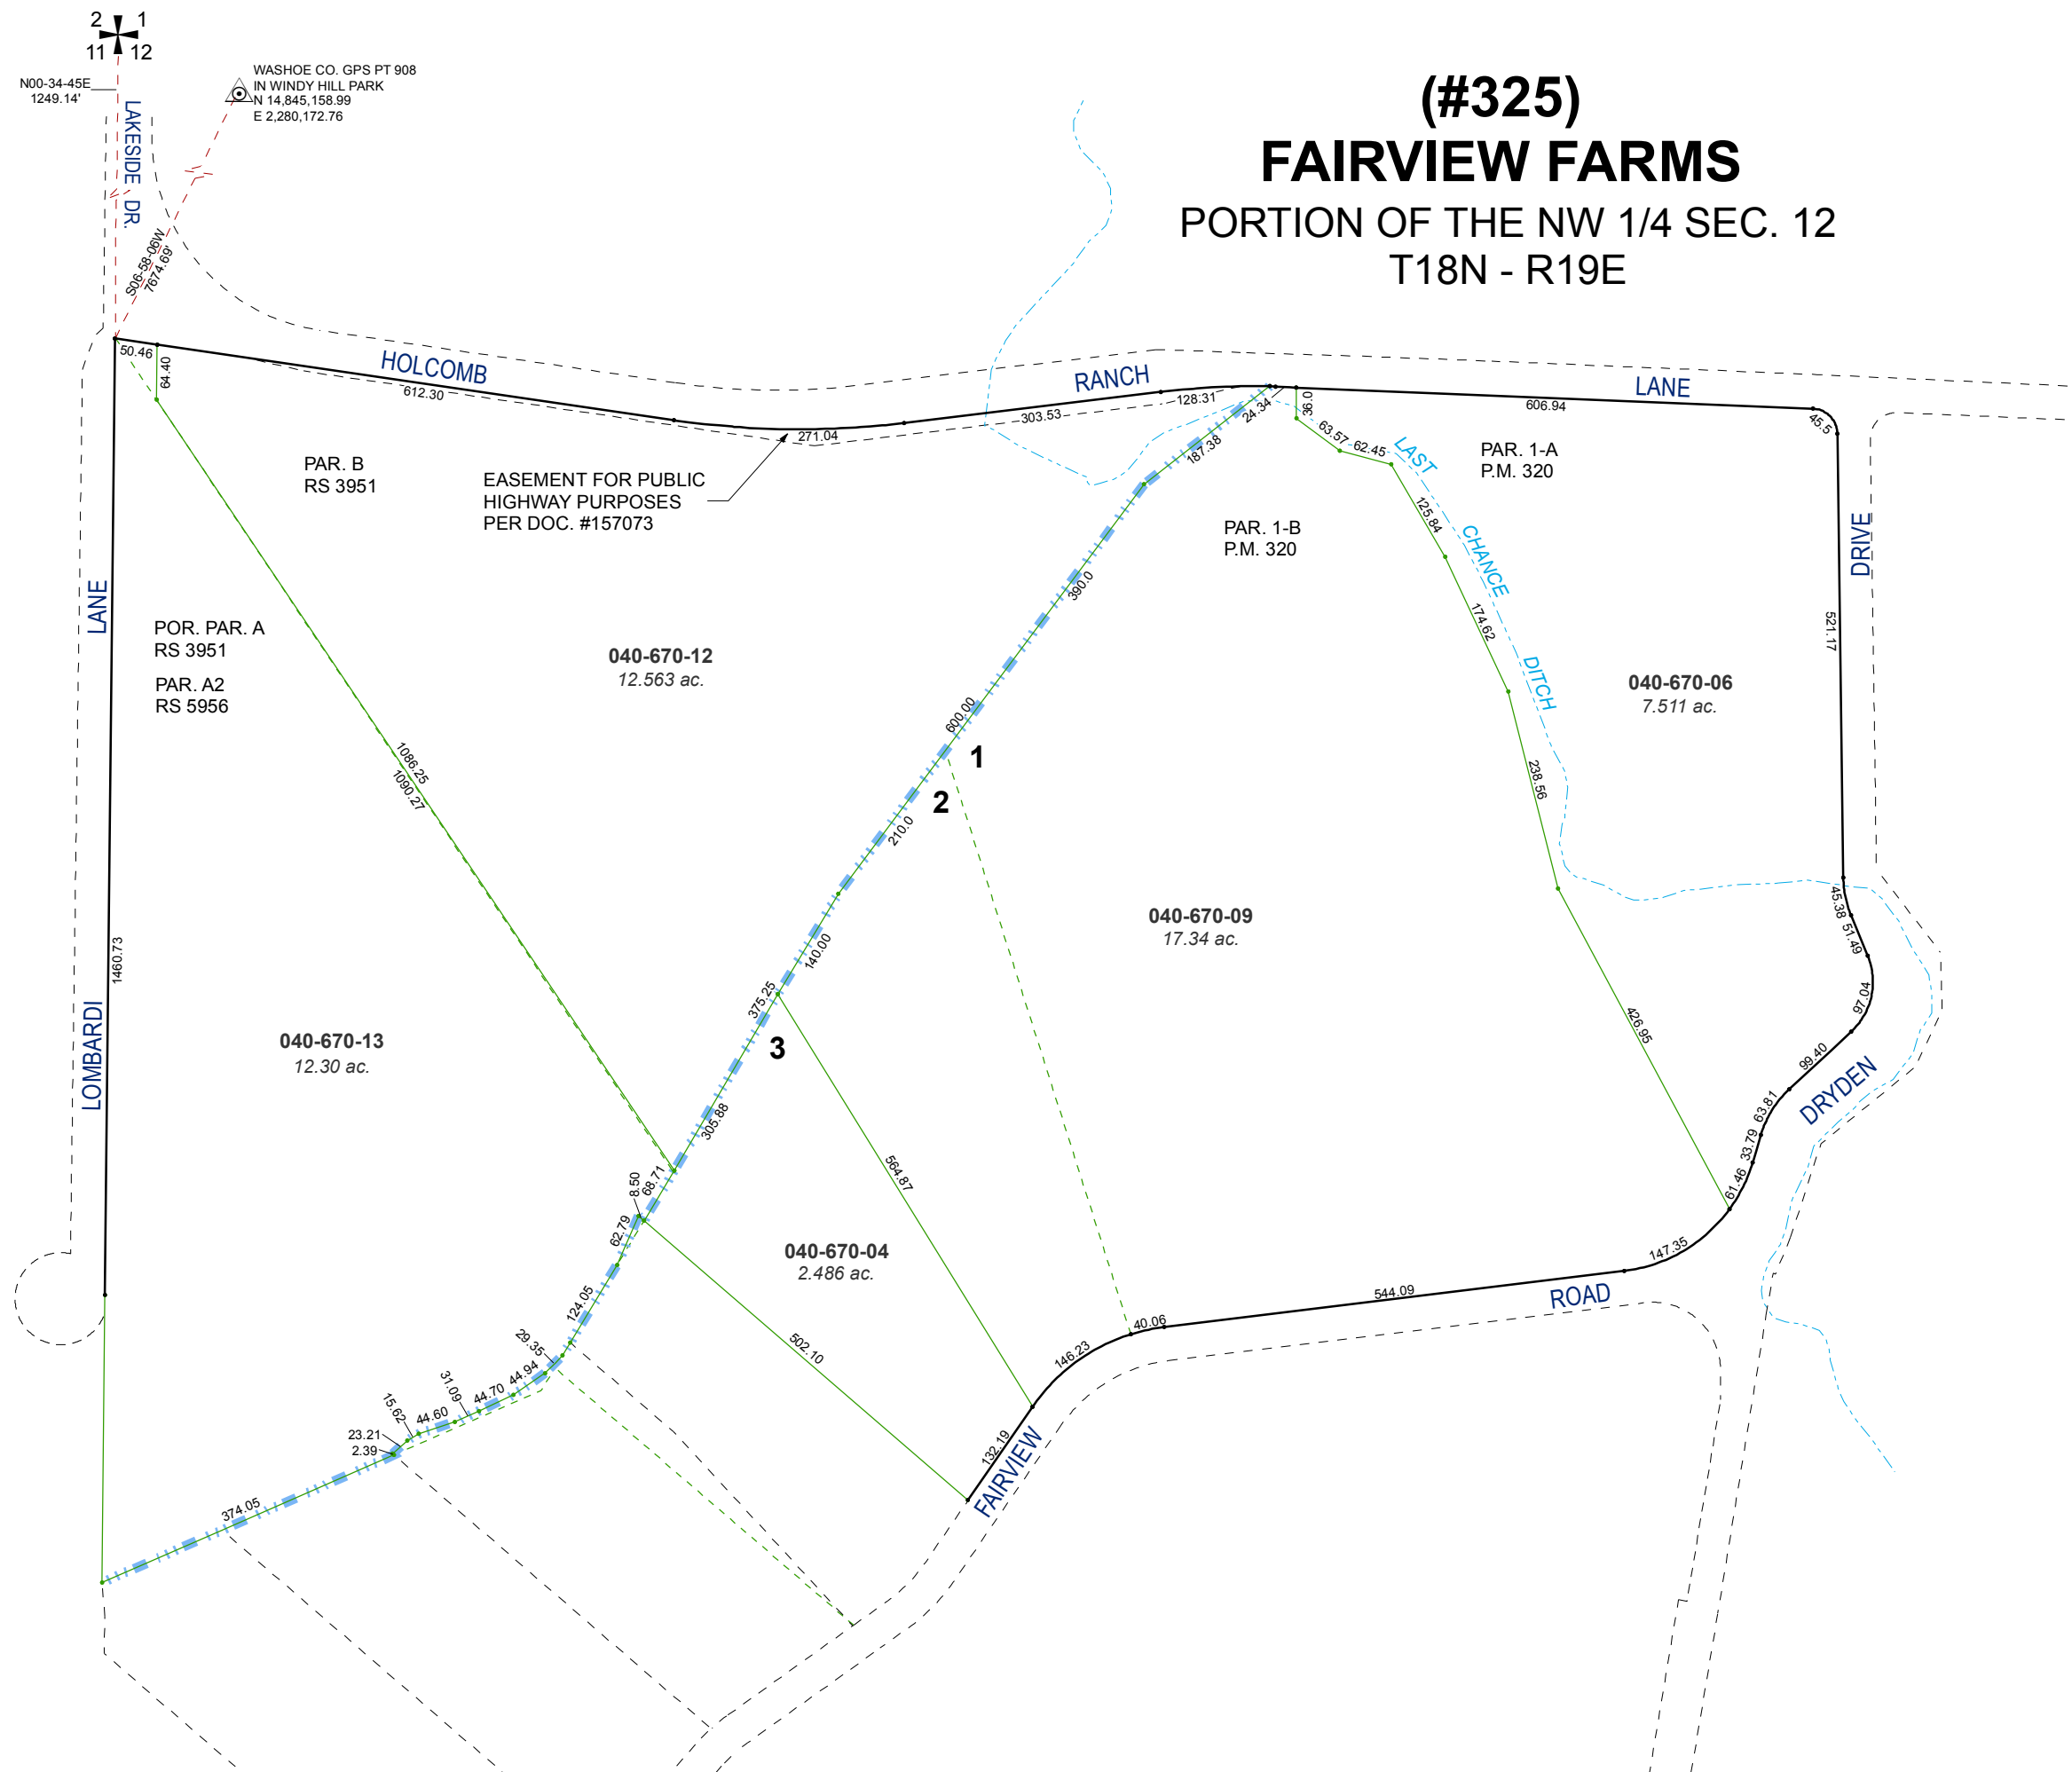 2 1
11 12
N00-34-45E
1249.14'
WASHOE CO. GPS PT 908
IN WINDY HILL PARK
N 14,845,158.99
E 2,280,172.76
LAKESIDE DR.
S06-58-06W
7674.69'
(#325)
FAIRVIEW FARMS
PORTION OF THE NW 1/4 SEC. 12
T18N - R19E
50.46
64.40
HOLCOMB
612.30
271.04
303.53
RANCH
128.31
24.34
36.0
LANE
606.94
45.5
187.38
63.57
62.45
LAST
CHANCE
DITCH
PAR. 1-A
P.M. 320
PAR. B
RS 3951
EASEMENT FOR PUBLIC
HIGHWAY PURPOSES
PER DOC. #157073
PAR. 1-B
P.M. 320
125.84
174.62
238.56
426.95
DRIVE
521.17
390.0
LANE
POR. PAR. A
RS 3951
PAR. A2
RS 5956
040-670-12
12.563 ac.
040-670-06
7.511 ac.
600.00
1
2
210.0
1086.25
1090.27
040-670-09
17.34 ac.
45.38
51.49
97.04
99.40
DRYDEN
63.81
33.79
61.46
147.35
1460.73
LOMBARDI
140.00
375.25
3
305.88
040-670-13
12.30 ac.
564.87
8.50
68.71
62.79
040-670-04
2.486 ac.
544.09
ROAD
40.06
146.23
124.05
502.10
29.35
44.94
44.70
31.09
44.60
15.62
23.21
2.39
132.19
FAIRVIEW
374.05